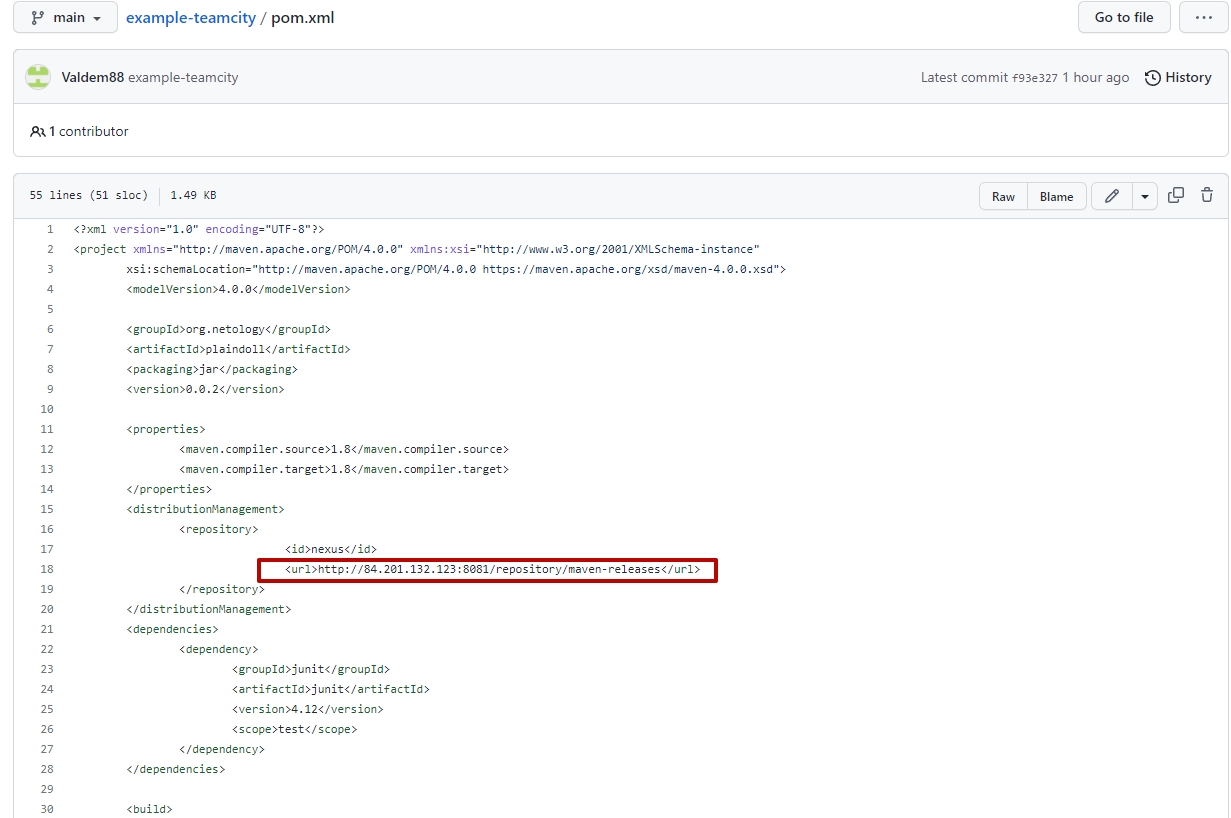 main
example-teamcity / pom.xml
Go to file
...
Valdem88 example-teamcity
Latest commit f93e327 1 hour ago
History
1 contributor
55 lines (51 sloc) 1.49 KB
Raw
Blame
1 <?xml version="1.0" encoding="UTF-8"?>
2 <project xmlns="http://maven.apache.org/POM/4.0.0" xmlns:xsi="http://www.w3.org/2001/XMLSchema-instance"
3 xsi:schemaLocation="http://maven.apache.org/POM/4.0.0 https://maven.apache.org/xsd/maven-4.0.0.xsd">
4 <modelVersion>4.0.0</modelVersion>
5
6 <groupId>org.netology</groupId>
7 <artifactId>plaindoll</artifactId>
8 <packaging>jar</packaging>
9 <version>0.0.2</version>
10
11 <properties>
12 <maven.compiler.source>1.8</maven.compiler.source>
13 <maven.compiler.target>1.8</maven.compiler.target>
14 </properties>
15 <distributionManagement>
16 <repository>
17 <id>nexus</id>
18 <url>http://84.201.132.123:8081/repository/maven-releases</url>
19 </repository>
20 </distributionManagement>
21 <dependencies>
22 <dependency>
23 <groupId>junit</groupId>
24 <artifactId>junit</artifactId>
25 <version>4.12</version>
26 <scope>test</scope>
27 </dependency>
28 </dependencies>
29
30 <build>